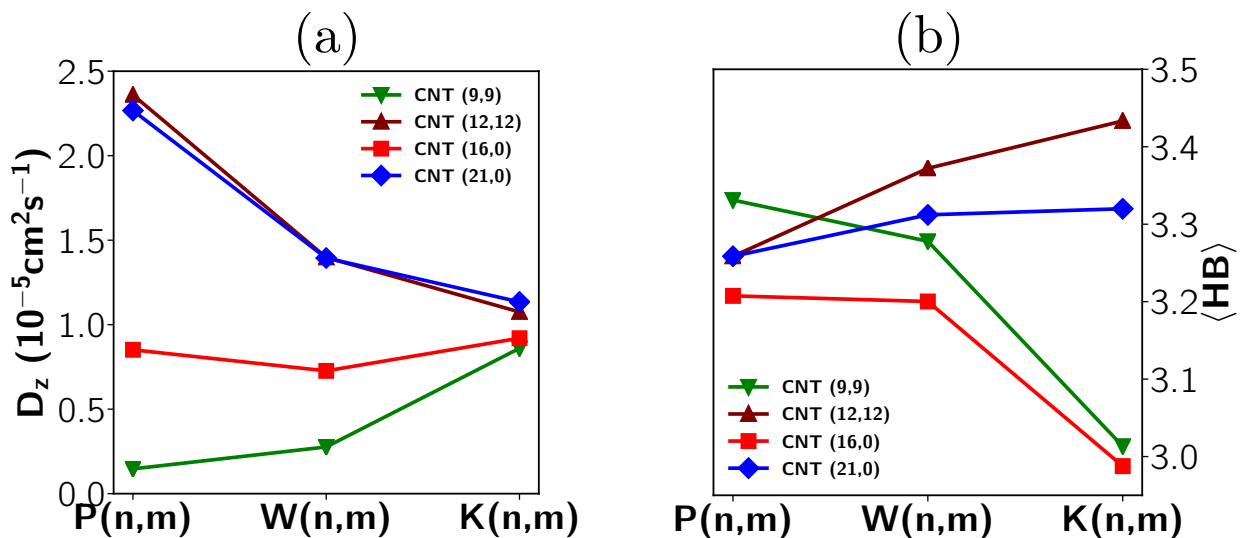 (a)
2.5
2.0
1.5
1.0
0.5
0.0
D_z (10^{-5}cm^2s^{-1})
CNT (9,9)
CNT (12,12)
CNT (16,0)
CNT (21,0)
P(n,m) W(n,m) K(n,m)
(b)
3.5
3.4
3.3
3.2
3.1
3.0
⟨HB⟩
CNT (9,9)
CNT (12,12)
CNT (16,0)
CNT (21,0)
P(n,m) W(n,m) K(n,m)